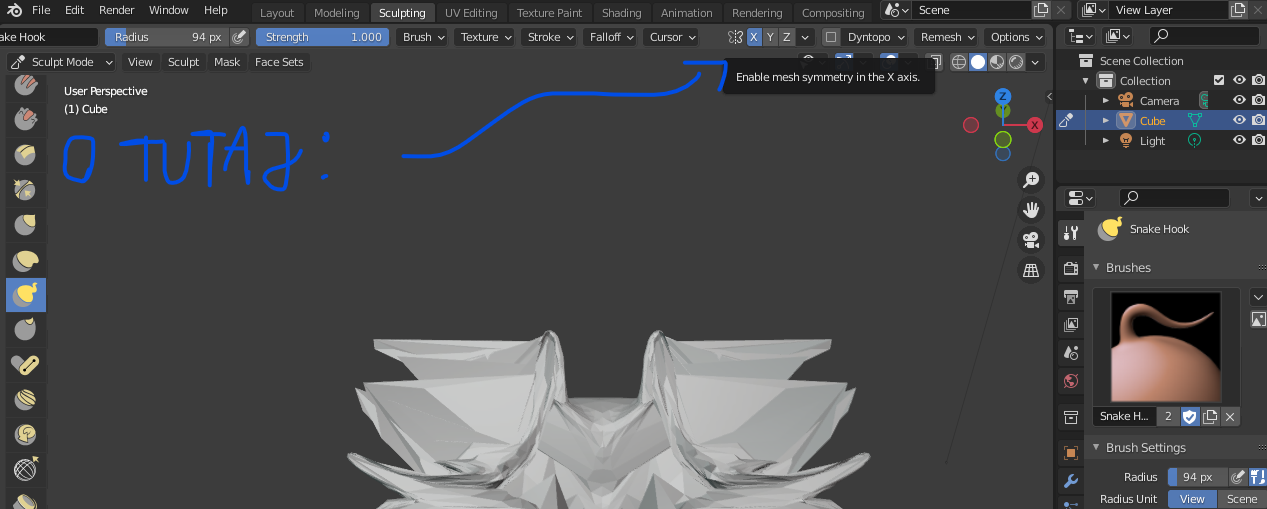 File Edit Render Window Help Layout Modeling Sculpting UV Editing Texture Paint Shading Animation Rendering Compositing Scene View Layer
ake Hook Radius 94 px Strength 1.000 Brush Texture Stroke Falloff Cursor X Y Z Dyntopo Remesh Options
Sculpt Mode View Sculpt Mask Face Sets
Enable mesh symmetry in the X axis.
User Perspective
(1) Cube
O TUTAJ:
Z
X
Scene Collection
Collection
Camera
Cube
Light
Snake Hook
Brushes
Snake H... 2
Brush Settings
Radius 94 px
Radius Unit View Scene